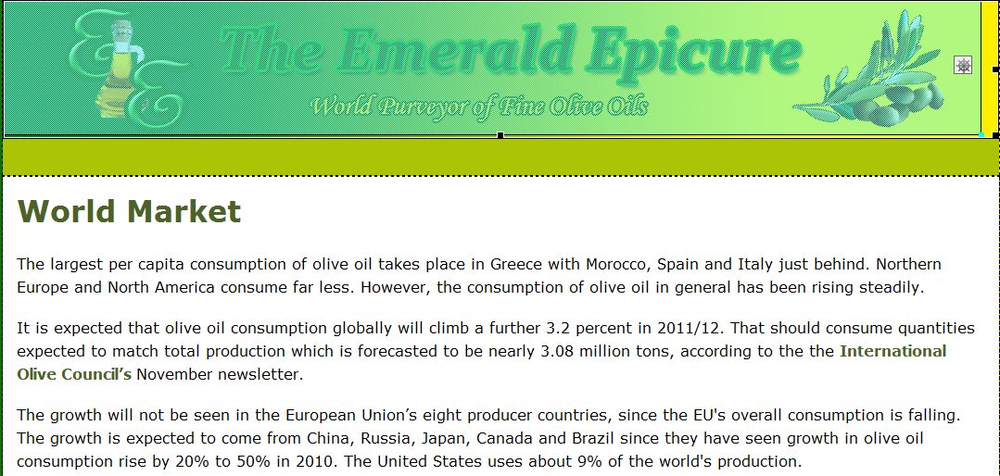 E
The Emerald Epicure
E
World Purveyor of Fine Olive Oils
World Market
The largest per capita consumption of olive oil takes place in Greece with Morocco, Spain and Italy just behind. Northern
Europe and North America consume far less. However, the consumption of olive oil in general has been rising steadily.
It is expected that olive oil consumption globally will climb a further 3.2 percent in 2011/12. That should consume quantities
expected to match total production which is forecasted to be nearly 3.08 million tons, according to the the International
Olive Council’s November newsletter.
The growth will not be seen in the European Union’s eight producer countries, since the EU's overall consumption is falling.
The growth is expected to come from China, Russia, Japan, Canada and Brazil since they have seen growth in olive oil
consumption rise by 20% to 50% in 2010. The United States uses about 9% of the world's production.